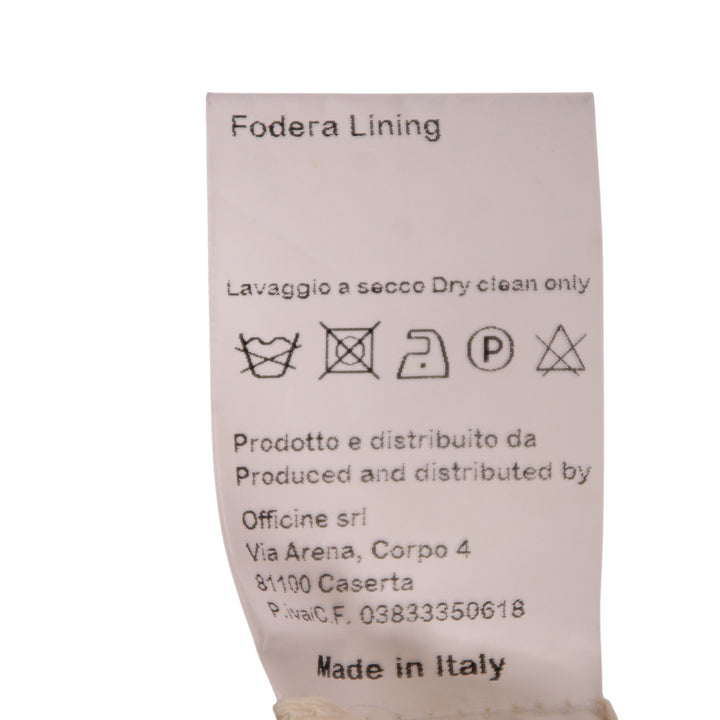 Fodera Lining
Lavaggio a secco Dry clean only
P
Prodotto e distribuito da
Produced and distributed by
Officine srl
Via Arena, Corpo 4
81100 Caserta
P.iva/C.F. 03833350618
Made in Italy